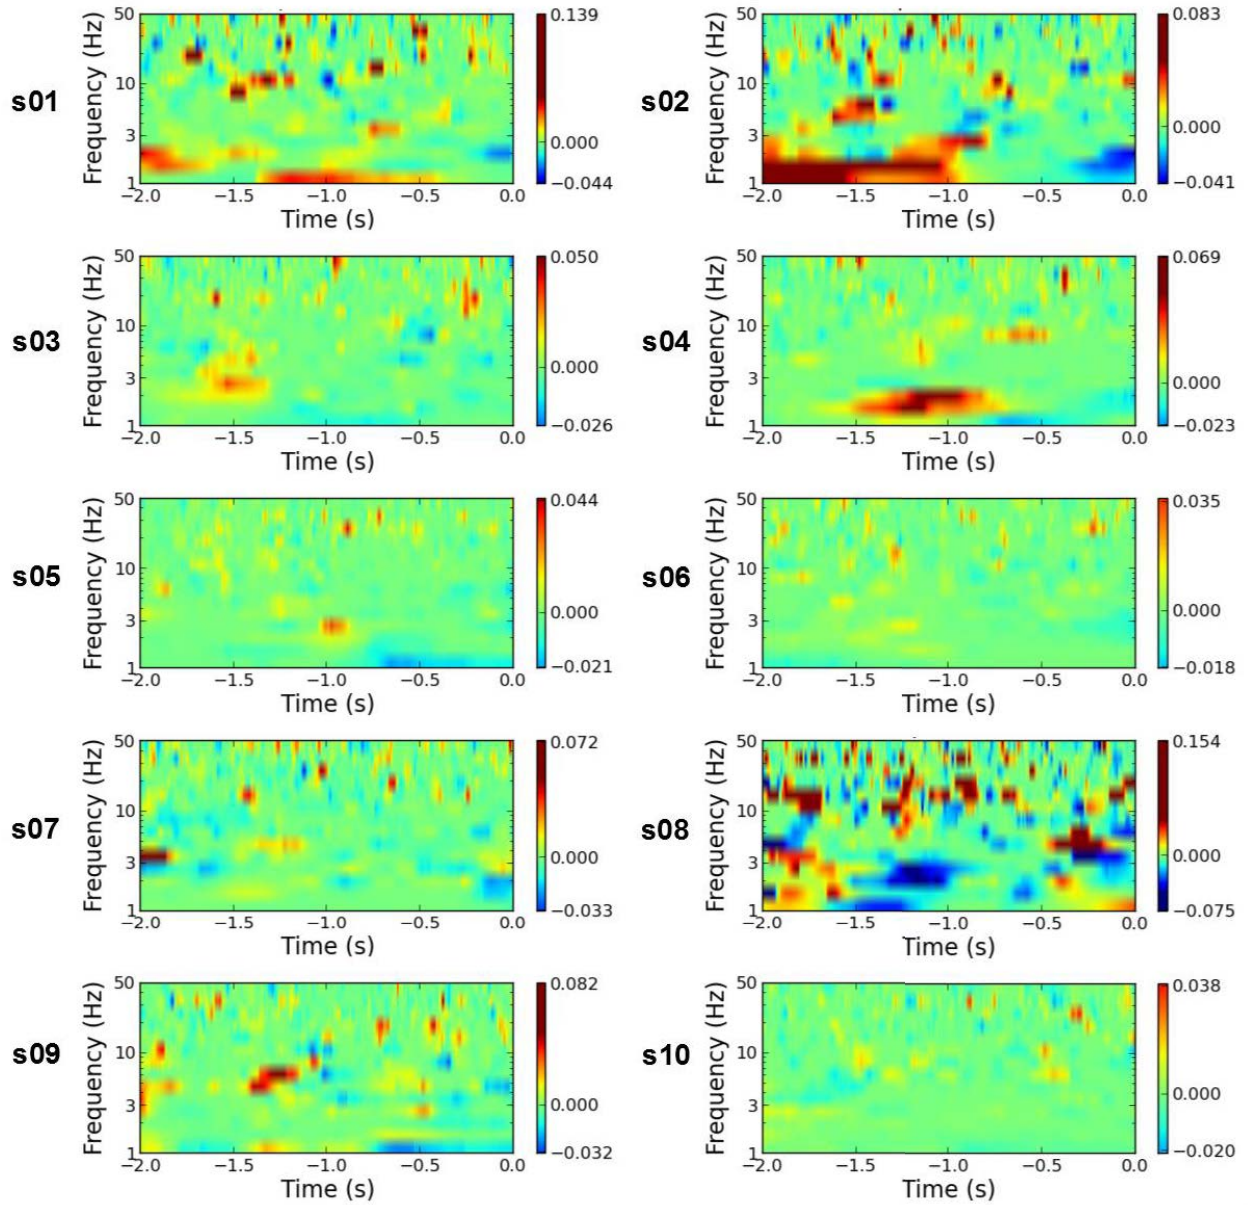 50 0.139 50 0.083
s01 Frequency (Hz) 10 s02 Frequency (Hz) 10
3 0.000 3 0.000
1 −0.044 1 −0.041
−2.0 −1.5 −1.0 −0.5 0.0 −2.0 −1.5 −1.0 −0.5 0.0
Time (s) Time (s)
50 0.050 50 0.069
s03 Frequency (Hz) 10 s04 Frequency (Hz) 10
3 0.000 3 0.000
1 −0.026 1 −0.023
−2.0 −1.5 −1.0 −0.5 0.0 −2.0 −1.5 −1.0 −0.5 0.0
Time (s) Time (s)
50 0.044 50 0.035
s05 Frequency (Hz) 10 s06 Frequency (Hz) 10
3 0.000 3 0.000
1 −0.021 1 −0.018
−2.0 −1.5 −1.0 −0.5 0.0 −2.0 −1.5 −1.0 −0.5 0.0
Time (s) Time (s)
50 0.072 50 0.154
s07 Frequency (Hz) 10 s08 Frequency (Hz) 10
3 0.000 3 0.000
1 −0.033 1 −0.075
−2.0 −1.5 −1.0 −0.5 0.0 −2.0 −1.5 −1.0 −0.5 0.0
Time (s) Time (s)
50 0.082 50 0.038
s09 Frequency (Hz) 10 s10 Frequency (Hz) 10
3 0.000 3 0.000
1 −0.032 1 −0.020
−2.0 −1.5 −1.0 −0.5 0.0 −2.0 −1.5 −1.0 −0.5 0.0
Time (s) Time (s)